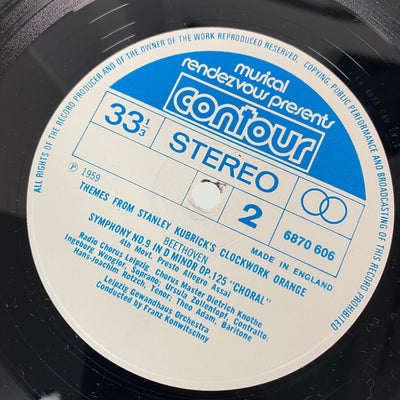 ALL RIGHTS OF THE RECORD PRODUCER AND OF THE OWNER OF THE WORK REPRODUCED RESERVED. COPYING, PUBLIC PERFORMANCE AND BROADCASTING OF THIS RECORD PROHIBITED
musical
rendezvous presents
contour
33 1/3
STEREO
2
℗ 1959
6870 606
MADE IN ENGLAND
THEMES FROM STANLEY KUBRICK'S CLOCKWORK ORANGE
BEETHOVEN
SYMPHONY NO.9 IN D MINOR OP.125 "CHORAL"
4th Movt. Presto Allegro Assai
Radio Chorus Leipzig Chorus Master Dietrich Knothe
Ingeborg Wenglor, Soprano; Ursula Zollenkopf, Contralto;
Hans-Joachim Rotzch, Tenor; Theo Adam, Baritone
Leipzig Gewandhaus Orchestra
Conducted by Franz Konwitschny